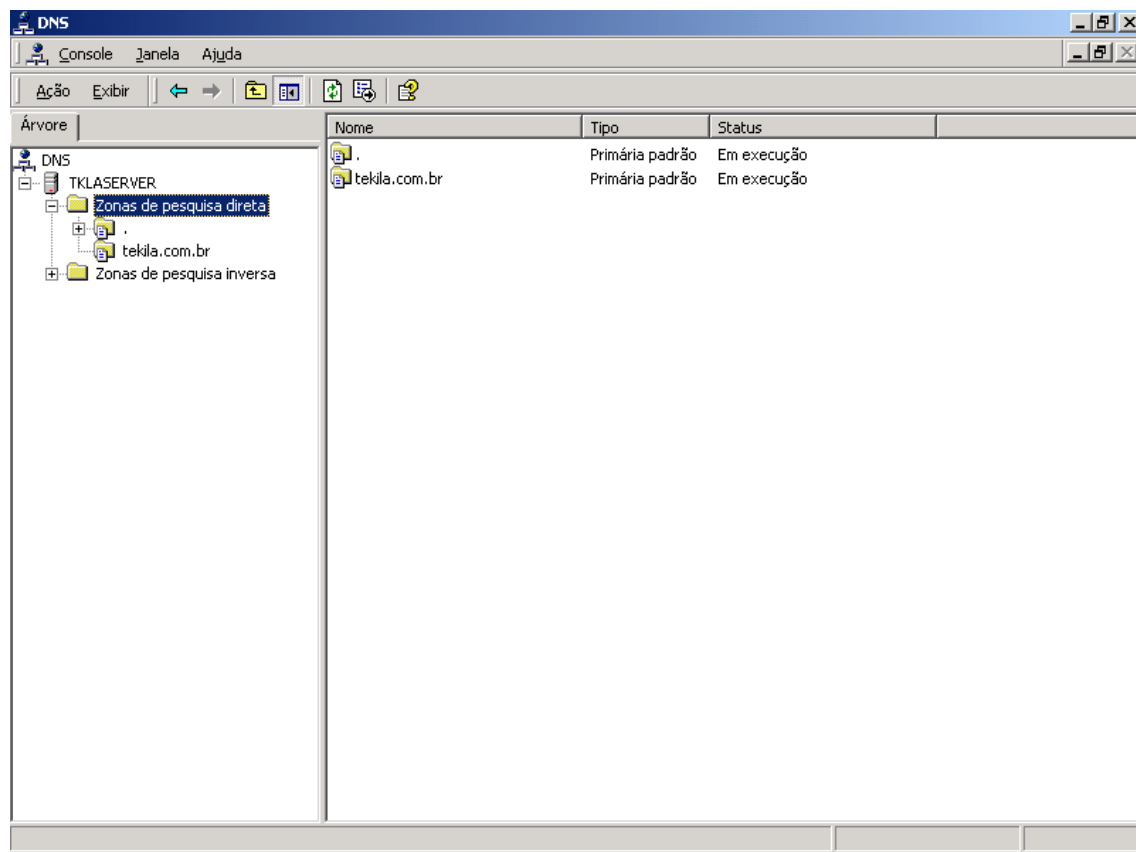 DNS
Console Janela Ajuda
Ação Exibir
Árvore
DNS
TKLASERVER
Zonas de pesquisa direta
.
tekila.com.br
Zonas de pesquisa inversa
Nome Tipo Status
. Primária padrão Em execução
tekila.com.br Primária padrão Em execução